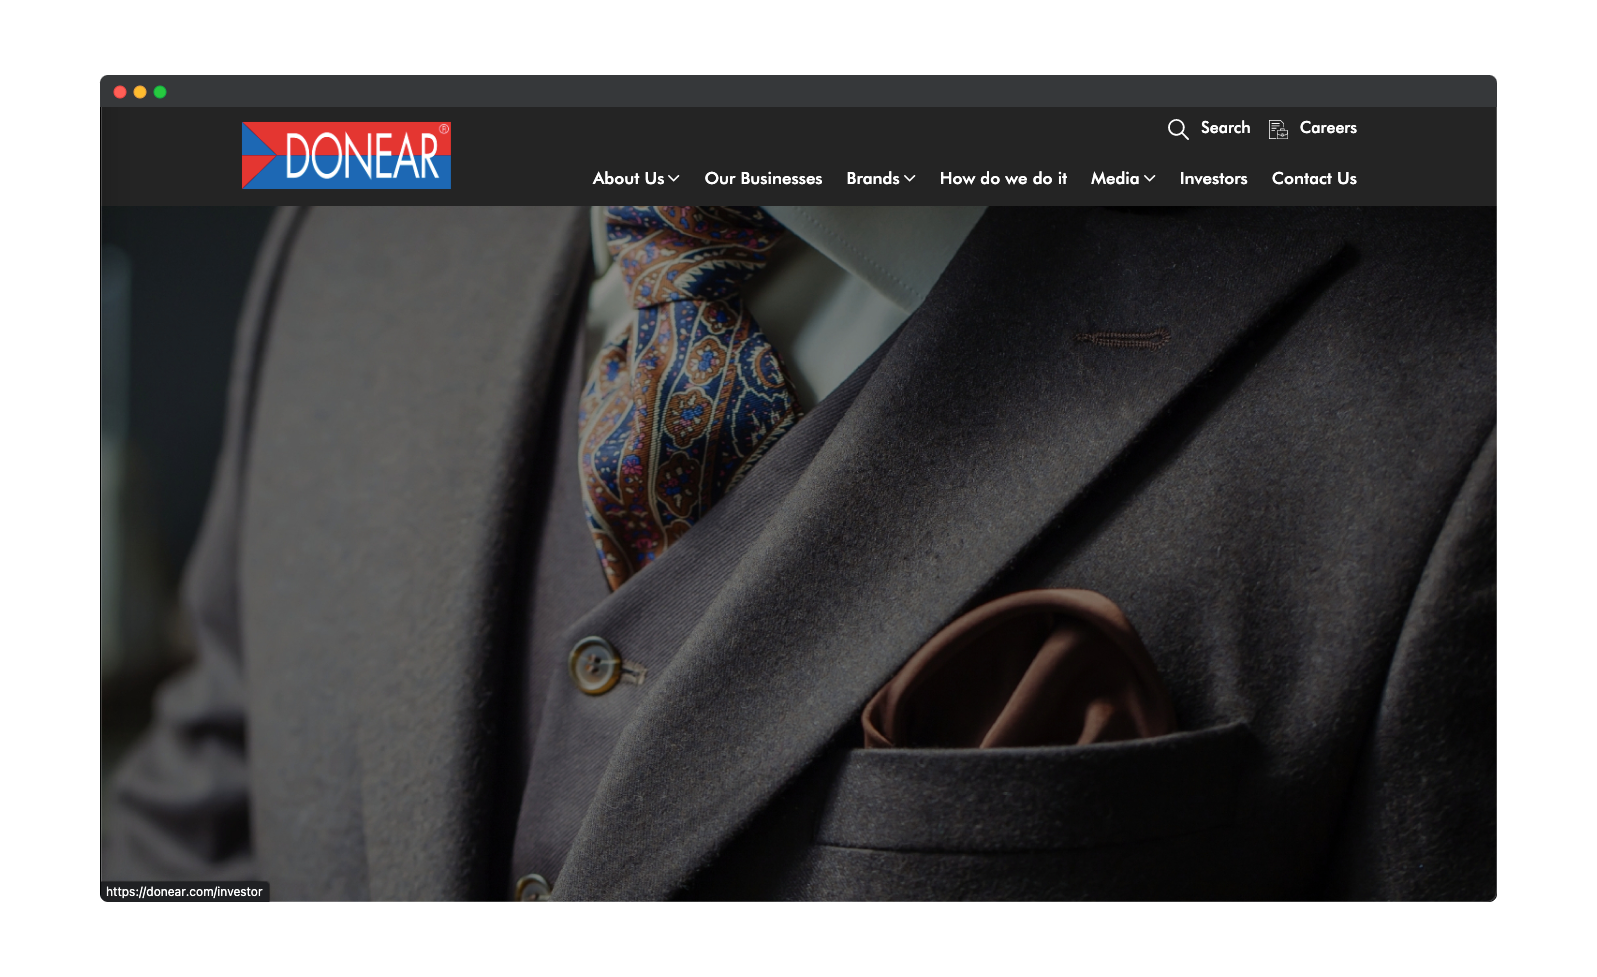 DONEAR®
Search Careers
About Us Our Businesses Brands How do we do it Media Investors Contact Us
https://donear.com/investor